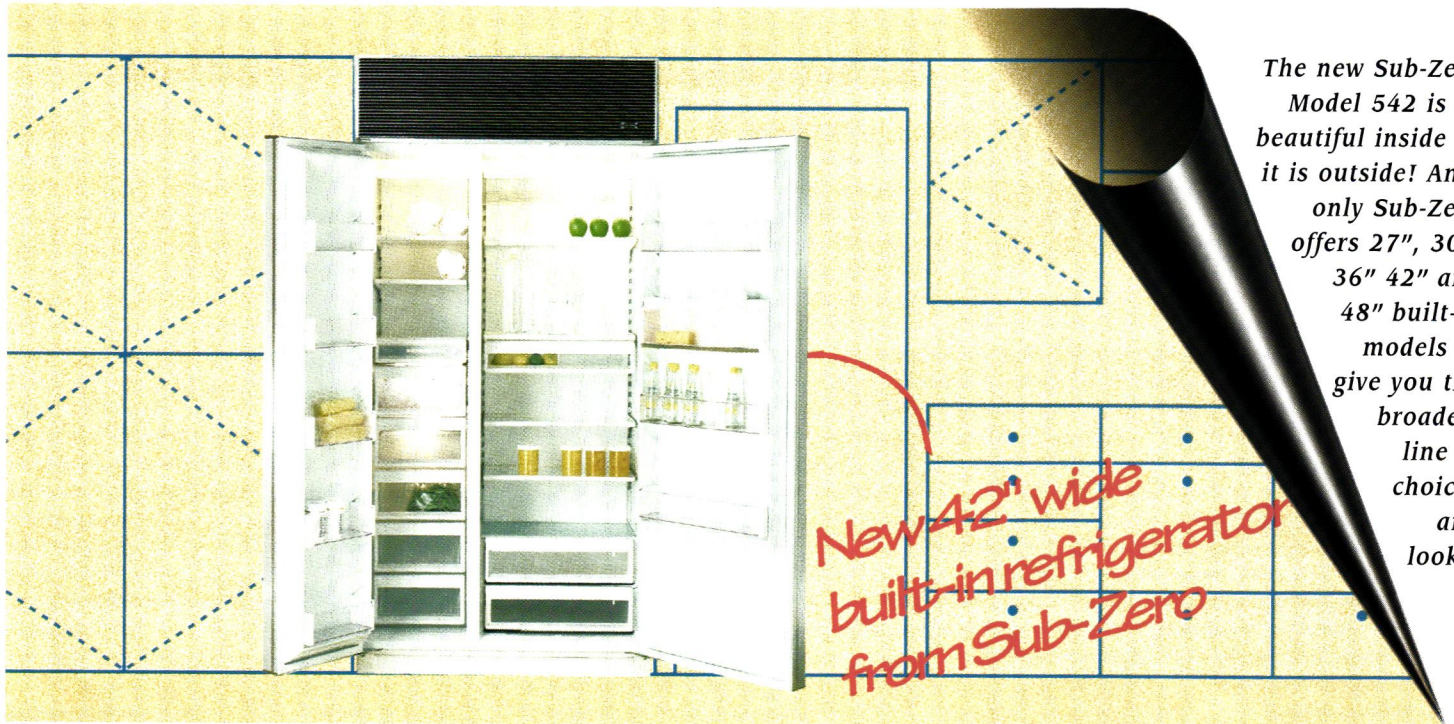 New 42" wide
built-in refrigerator
from Sub-Zero
The new Sub-Ze
Model 542 is
beautiful inside
it is outside! An
only Sub-Ze
offers 27", 30
36" 42" a
48" built-
models
give you t
broade
line
choic
a
look